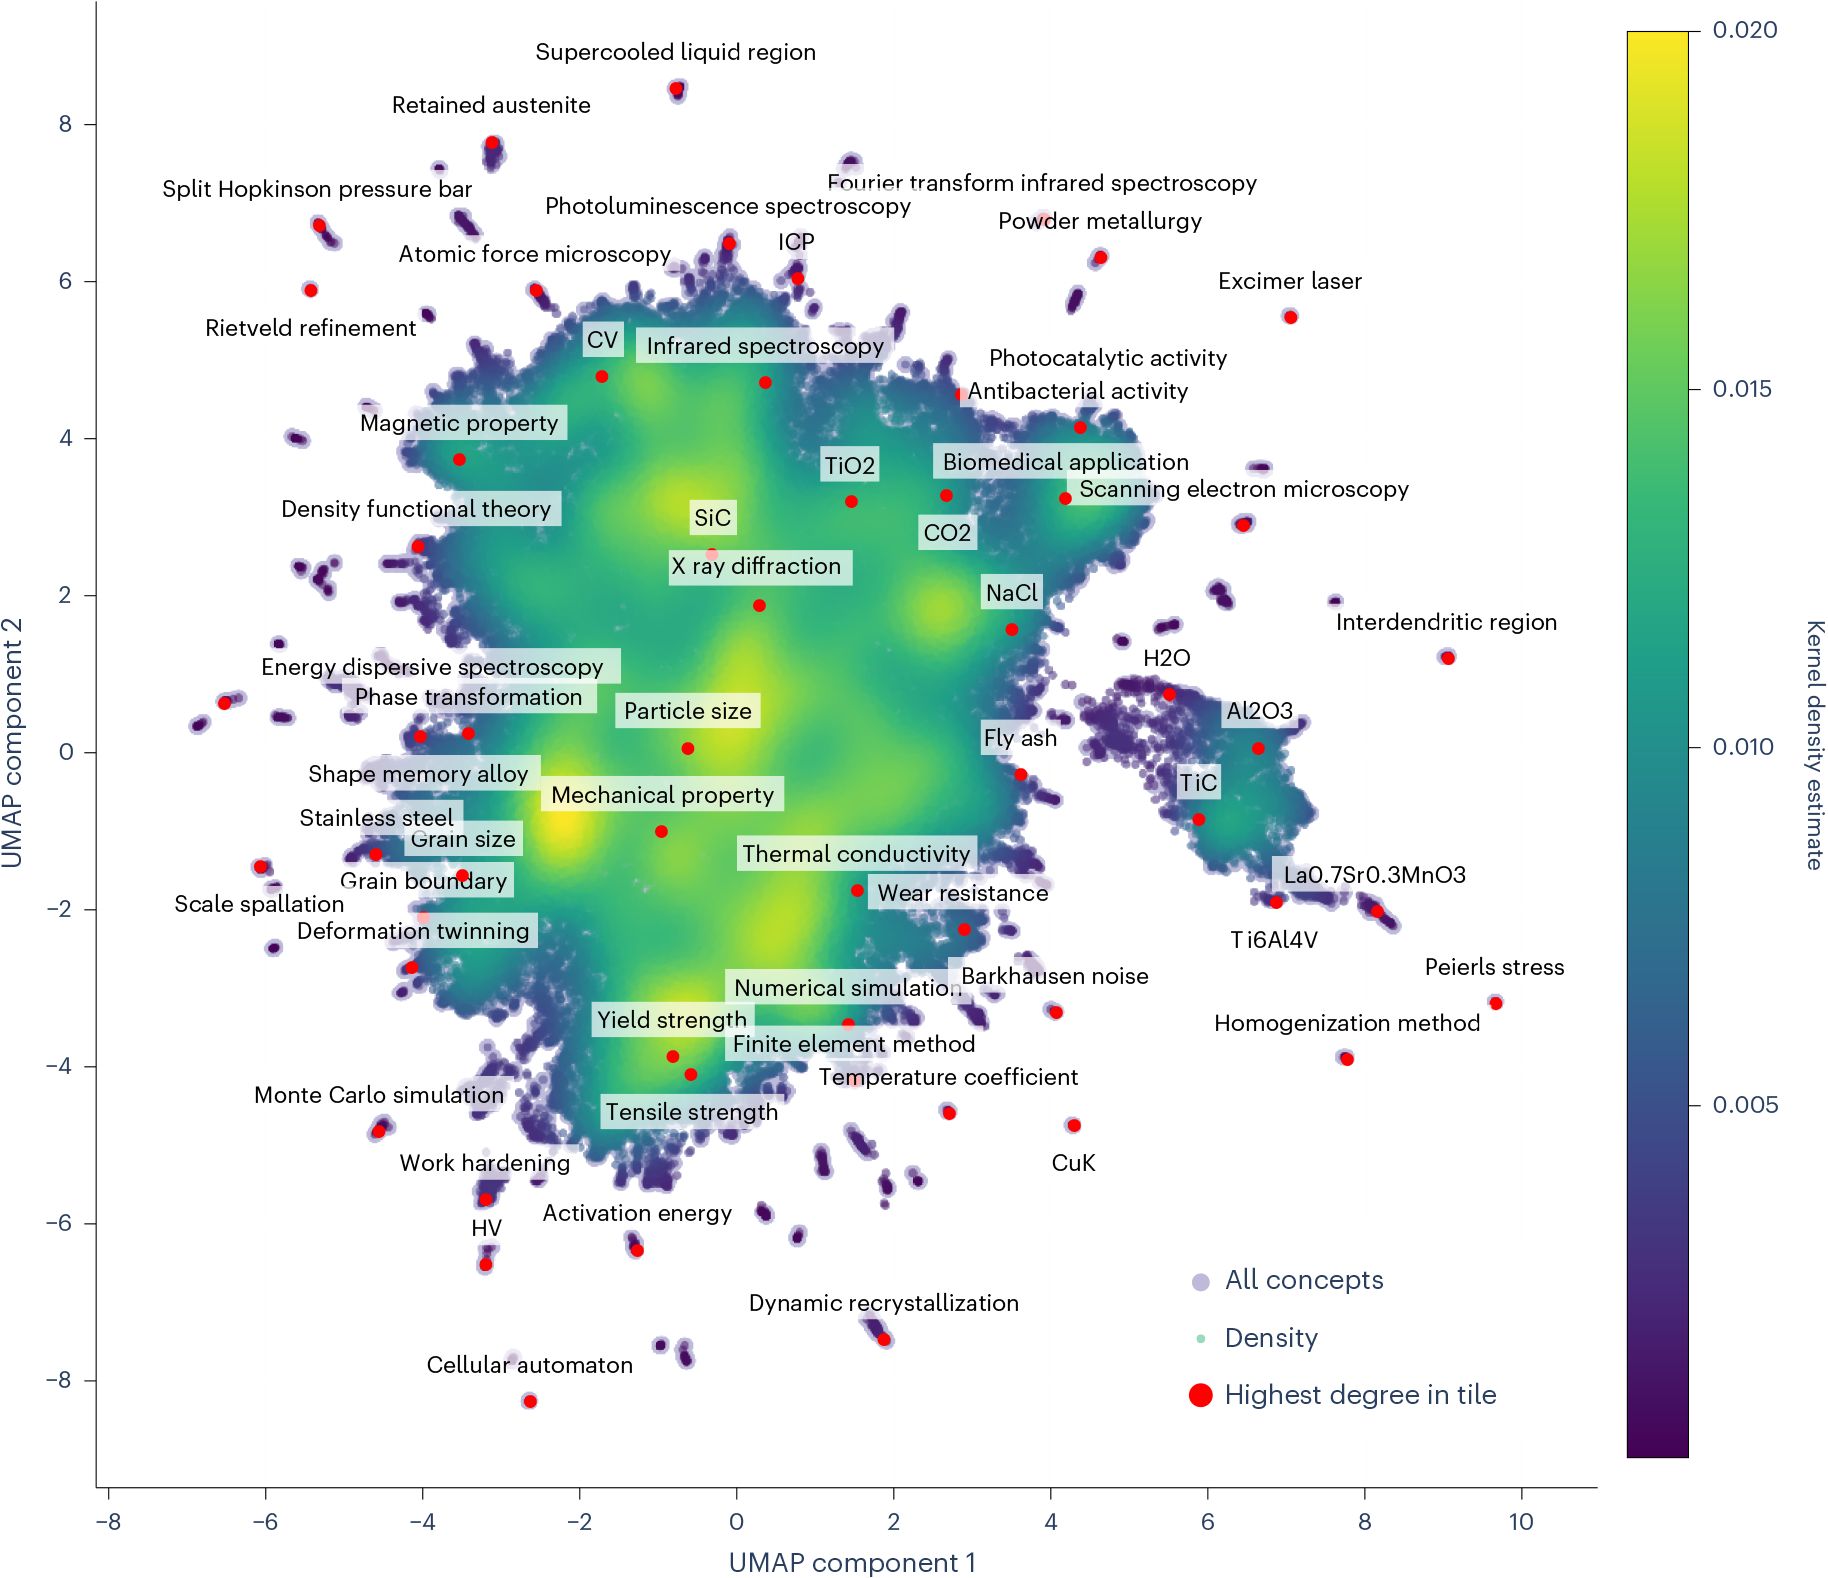 Supercooled liquid region
Retained austenite
Split Hopkinson pressure bar
Fourier transform infrared spectroscopy
Photoluminescence spectroscopy
Powder metallurgy
ICP
Atomic force microscopy
Excimer laser
Rietveld refinement
CV
Infrared spectroscopy
Photocatalytic activity
Antibacterial activity
Magnetic property
TiO2
Biomedical application
Scanning electron microscopy
Density functional theory
SiC
CO2
X ray diffraction
NaCl
Interdendritic region
H2O
Energy dispersive spectroscopy
Phase transformation
Particle size
Al2O3
Fly ash
Shape memory alloy
TiC
Mechanical property
Stainless steel
Grain size
Thermal conductivity
La0.7Sr0.3MnO3
Grain boundary
Wear resistance
Scale spallation
Deformation twinning
Ti6Al4V
Peierls stress
Barkhausen noise
Numerical simulation
Yield strength
Homogenization method
Finite element method
Temperature coefficient
Monte Carlo simulation
Tensile strength
Work hardening
CuK
Activation energy
HV
Dynamic recrystallization
Cellular automaton
All concepts
Density
Highest degree in tile
8
6
4
2
0
−2
−4
−6
−8
UMAP component 2
−8
−6
−4
−2
0
2
4
6
8
10
UMAP component 1
0.020
0.015
0.010
0.005
Kernel density estimate